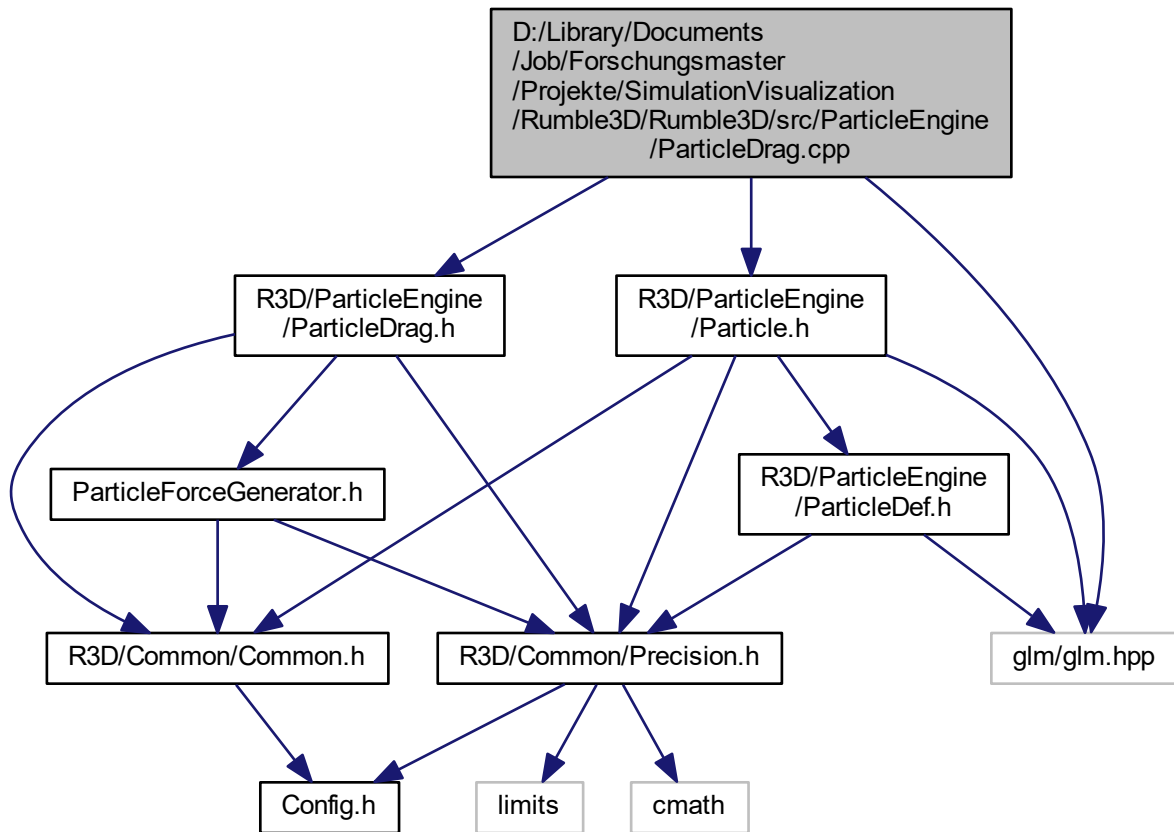 D:/Library/Documents
/Job/Forschungsmaster
/Projekte/SimulationVisualization
/Rumble3D/Rumble3D/src/ParticleEngine
/ParticleDrag.cpp
R3D/ParticleEngine
/ParticleDrag.h
R3D/ParticleEngine
/Particle.h
ParticleForceGenerator.h
R3D/ParticleEngine
/ParticleDef.h
R3D/Common/Common.h
R3D/Common/Precision.h
glm/glm.hpp
Config.h
limits
cmath